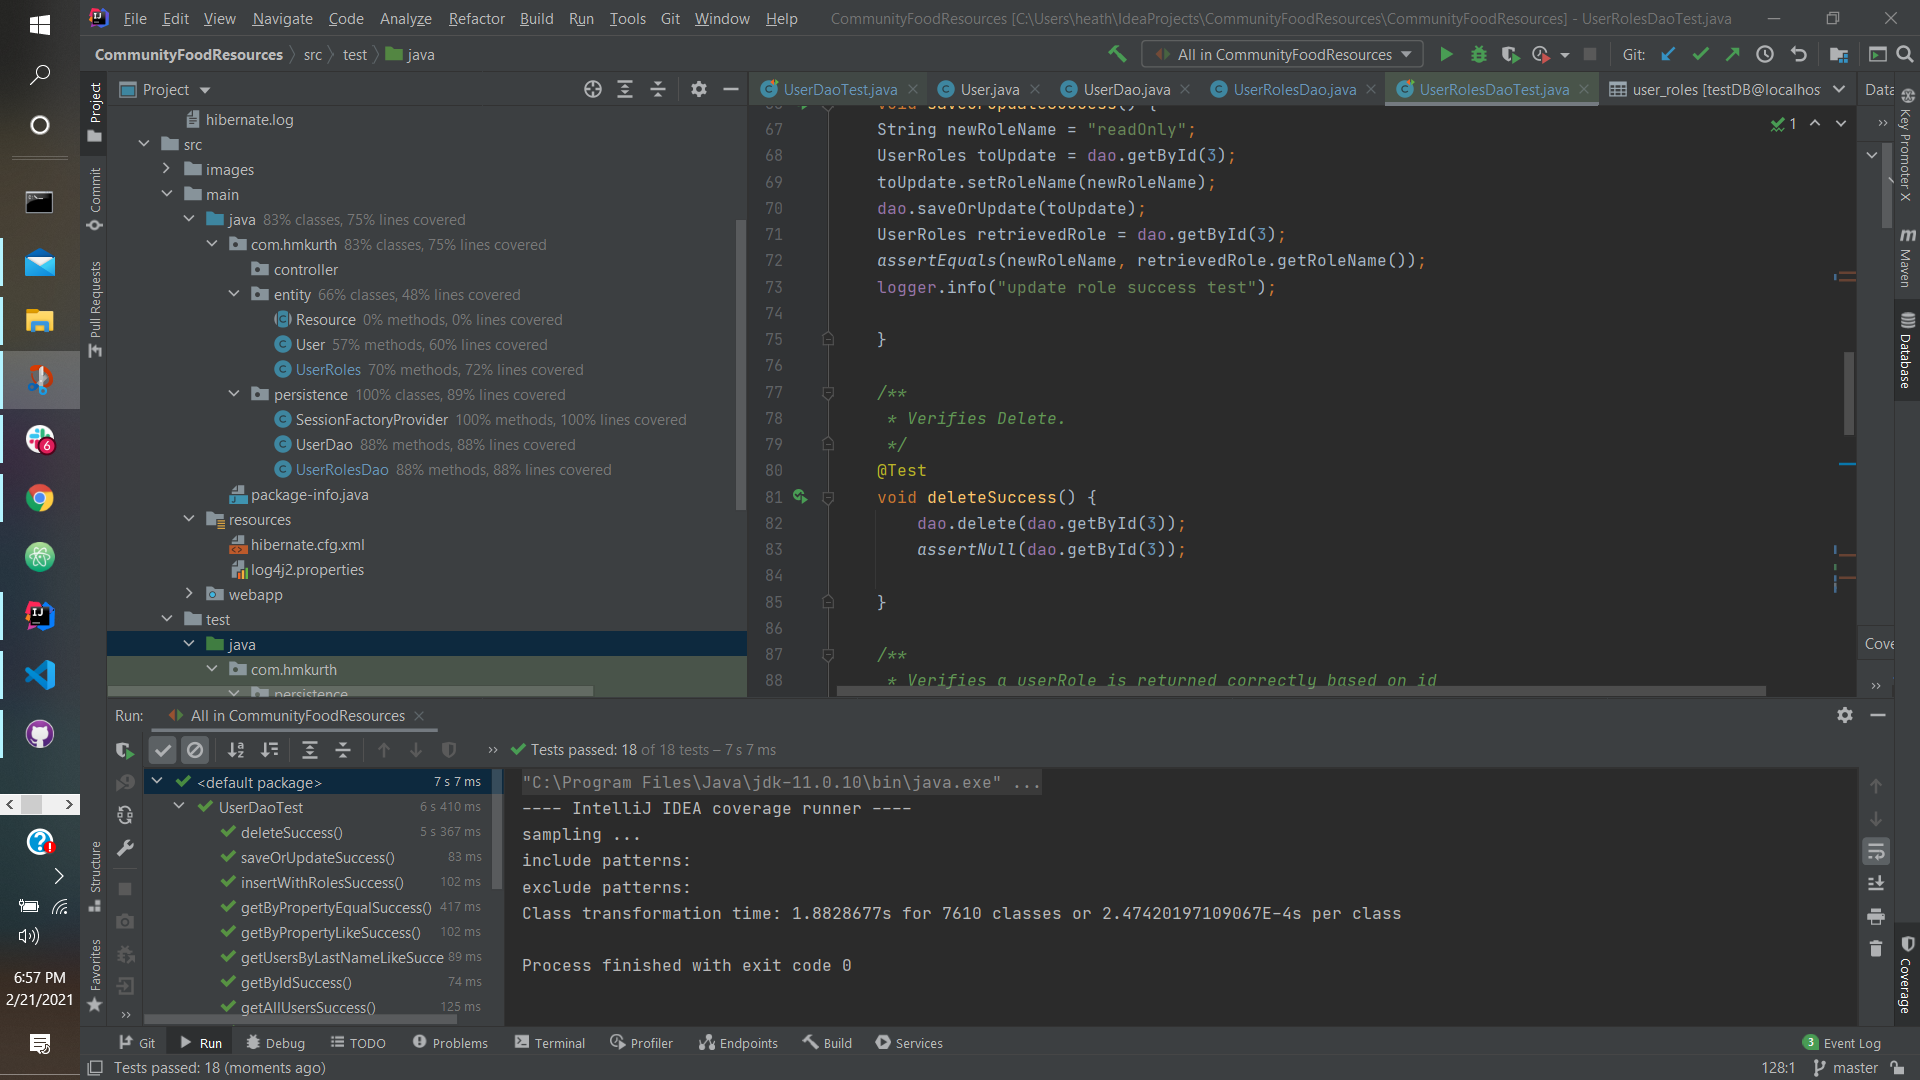 File Edit View Navigate Code Analyze Refactor Build Run Tools Git Window Help CommunityFoodResources [C:\Users\heath\IdeaProjects\CommunityFoodResources\CommunityFoodResources] - UserRolesDaoTest.java
CommunityFoodResources src test java
All in CommunityFoodResources
Git:
Project
UserDaoTest.java
User.java
UserDao.java
UserRolesDao.java
UserRolesDaoTest.java
user_roles [testDB@localhos
Data
hibernate.log
src
images
main
java 83% classes, 75% lines covered
com.hmkurth 83% classes, 75% lines covered
controller
entity 66% classes, 48% lines covered
Resource 0% methods, 0% lines covered
User 57% methods, 60% lines covered
UserRoles 70% methods, 72% lines covered
persistence 100% classes, 89% lines covered
SessionFactoryProvider 100% methods, 100% lines covered
UserDao 88% methods, 88% lines covered
UserRolesDao 88% methods, 88% lines covered
package-info.java
resources
hibernate.cfg.xml
log4j2.properties
webapp
test
java
com.hmkurth
persistence
66 void saveOrUpdateSuccess() {
67 String newRoleName = "readOnly";
68 UserRoles toUpdate = dao.getById(3);
69 toUpdate.setRoleName(newRoleName);
70 dao.saveOrUpdate(toUpdate);
71 UserRoles retrievedRole = dao.getById(3);
72 assertEquals(newRoleName, retrievedRole.getRoleName());
73 logger.info("update role success test");
74
75 }
76
77 /**
78 * Verifies Delete.
79 */
80 @Test
81 void deleteSuccess() {
82 dao.delete(dao.getById(3));
83 assertNull(dao.getById(3));
84
85 }
86
87 /**
88 * Verifies a userRole is returned correctly based on id
1
Project
Commit
Pull Requests
Structure
Favorites
Key Promoter X
Maven
Database
Cove
Coverage
Run: All in CommunityFoodResources
Tests passed: 18 of 18 tests – 7 s 7 ms
<default package> 7 s 7 ms
UserDaoTest 6 s 410 ms
deleteSuccess() 5 s 367 ms
saveOrUpdateSuccess() 83 ms
insertWithRolesSuccess() 102 ms
getByPropertyEqualSuccess() 417 ms
getByPropertyLikeSuccess() 102 ms
getUsersByLastNameLikeSucce 89 ms
getByIdSuccess() 74 ms
getAllUsersSuccess() 125 ms
"C:\Program Files\Java\jdk-11.0.10\bin\java.exe" ...
---- IntelliJ IDEA coverage runner ----
sampling ...
include patterns:
exclude patterns:
Class transformation time: 1.8828677s for 7610 classes or 2.47420197109067E-4s per class
Process finished with exit code 0
Git Run Debug TODO Problems Terminal Profiler Endpoints Build Services
3 Event Log
Tests passed: 18 (moments ago)
128:1 master
6
6:57 PM
2/21/2021